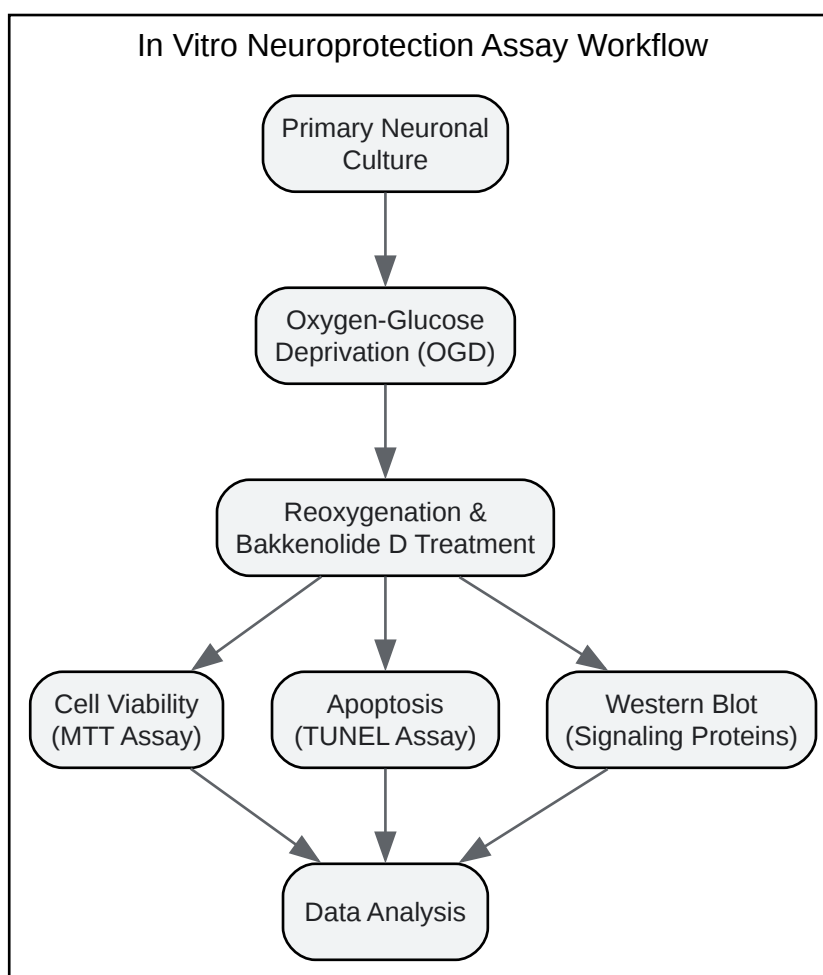 In Vitro Neuroprotection Assay Workflow
Primary Neuronal
Culture
Oxygen-Glucose
Deprivation (OGD)
Reoxygenation &
Bakkenolide D Treatment
Cell Viability
(MTT Assay)
Apoptosis
(TUNEL Assay)
Western Blot
(Signaling Proteins)
Data Analysis